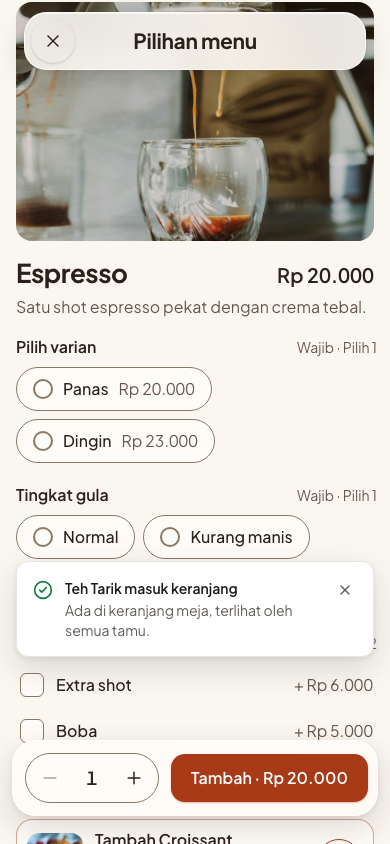 Pilihan menu
Espresso
Rp 20.000
Satu shot espresso pekat dengan crema tebal.
Pilih varian
Wajib · Pilih 1
Panas Rp 20.000
Dingin Rp 23.000
Tingkat gula
Wajib · Pilih 1
Normal
Kurang manis
Teh Tarik masuk keranjang
Ada di keranjang meja, terlihat oleh
semua tamu.
Extra shot
+ Rp 6.000
Boba
+ Rp 5.000
1
Tambah · Rp 20.000
Tambah Croissant